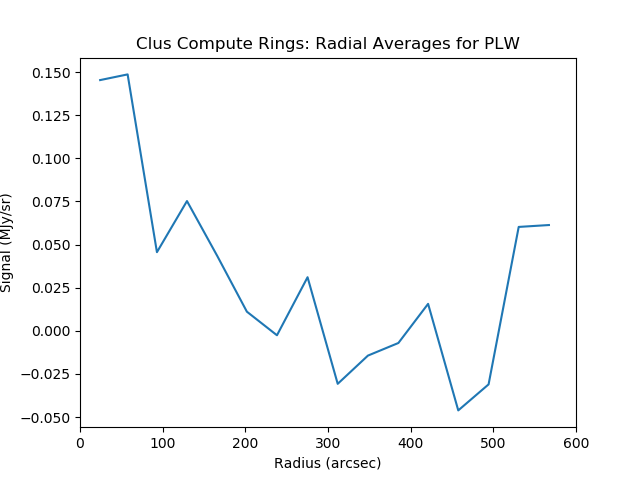 Clus Compute Rings: Radial Averages for PLW
0.150
0.125
0.100
0.075
0.050
0.025
0.000
−0.025
−0.050
Signal (MJy/sr)
0 100 200 300 400 500 600
Radius (arcsec)